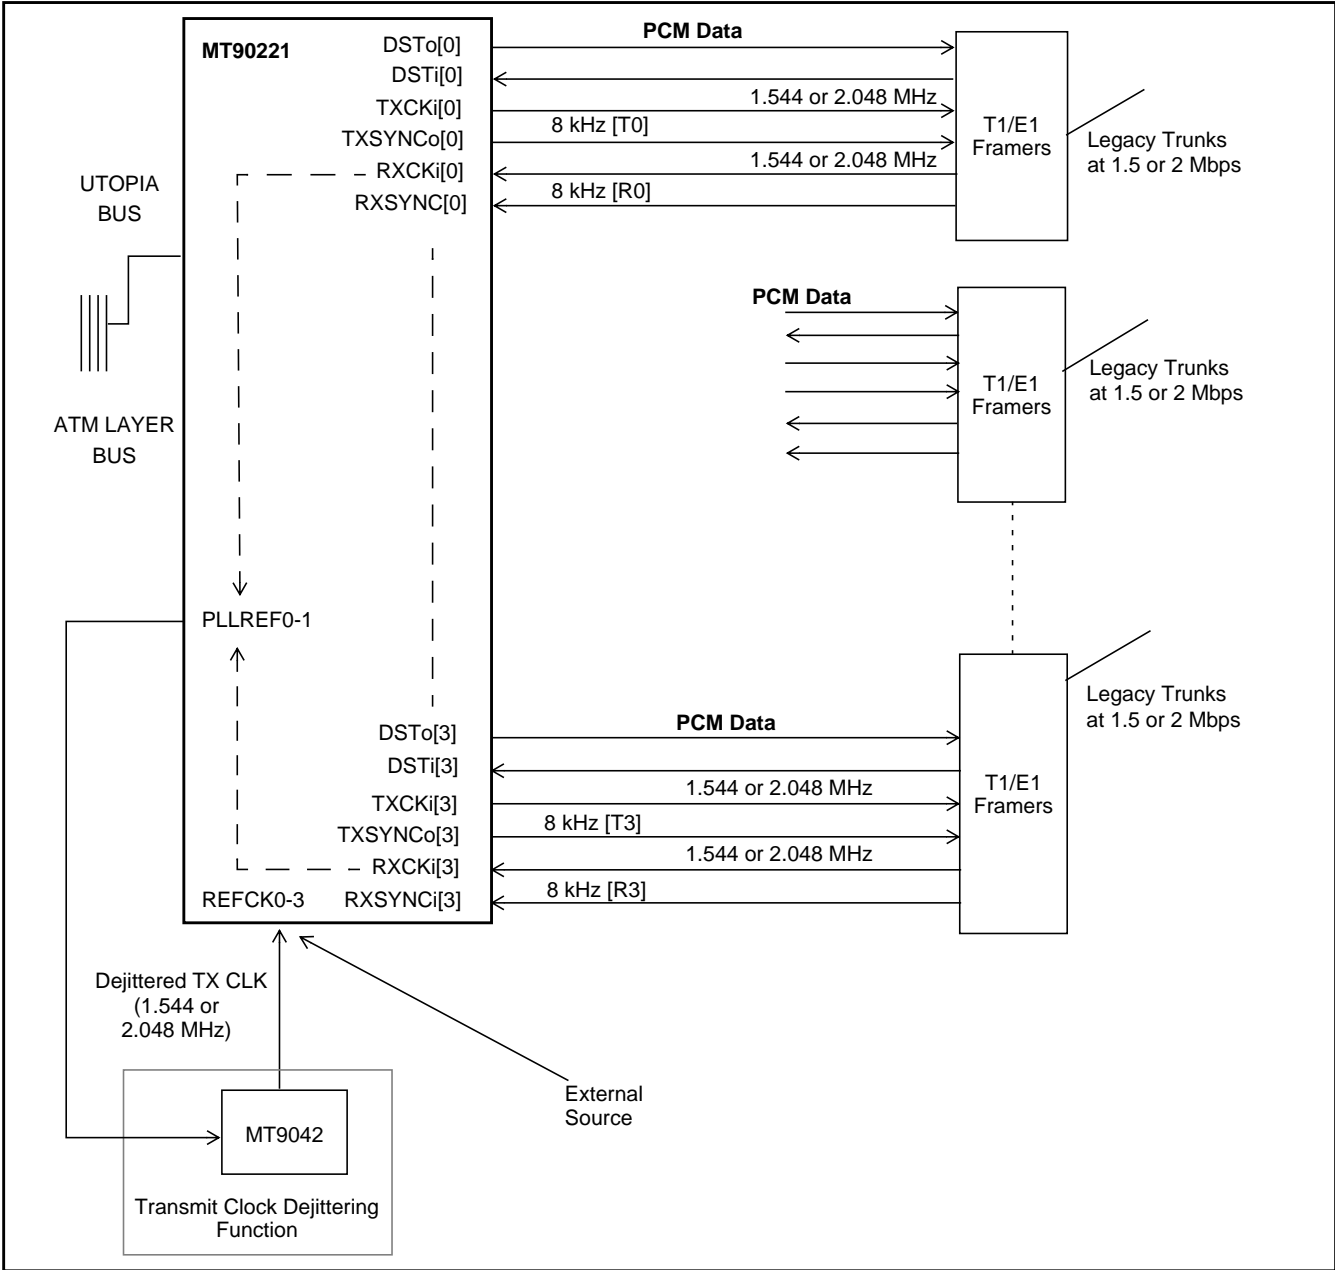 MT90221
DSTo[0]
PCM Data
DSTi[0]
TXCKi[0]
1.544 or 2.048 MHz
TXSYNCo[0]
8 kHz [T0]
RXCKi[0]
1.544 or 2.048 MHz
RXSYNC[0]
8 kHz [R0]
T1/E1
Framers
Legacy Trunks
at 1.5 or 2 Mbps
UTOPIA
BUS
PCM Data
T1/E1
Framers
Legacy Trunks
at 1.5 or 2 Mbps
ATM LAYER
BUS
PLLREF0-1
DSTo[3]
PCM Data
DSTi[3]
TXCKi[3]
1.544 or 2.048 MHz
TXSYNCo[3]
8 kHz [T3]
RXCKi[3]
1.544 or 2.048 MHz
REFCK0-3
RXSYNCi[3]
8 kHz [R3]
T1/E1
Framers
Legacy Trunks
at 1.5 or 2 Mbps
Dejittered TX CLK
(1.544 or
2.048 MHz)
External
Source
MT9042
Transmit Clock Dejittering
Function